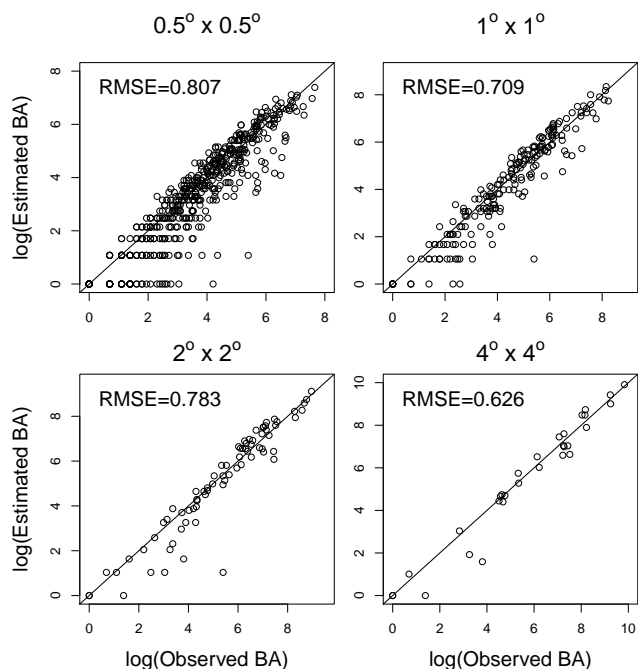 0.5° x 0.5°
1° x 1°
RMSE=0.807
RMSE=0.709
log(Estimated BA)
0 2 4 6 8
0 2 4 6 8
0 2 4 6 8
0 2 4 6 8
2° x 2°
4° x 4°
RMSE=0.783
RMSE=0.626
log(Estimated BA)
0 2 4 6 8
0 2 4 6 8 10
0 2 4 6 8
0 2 4 6 8 10
log(Observed BA)
log(Observed BA)